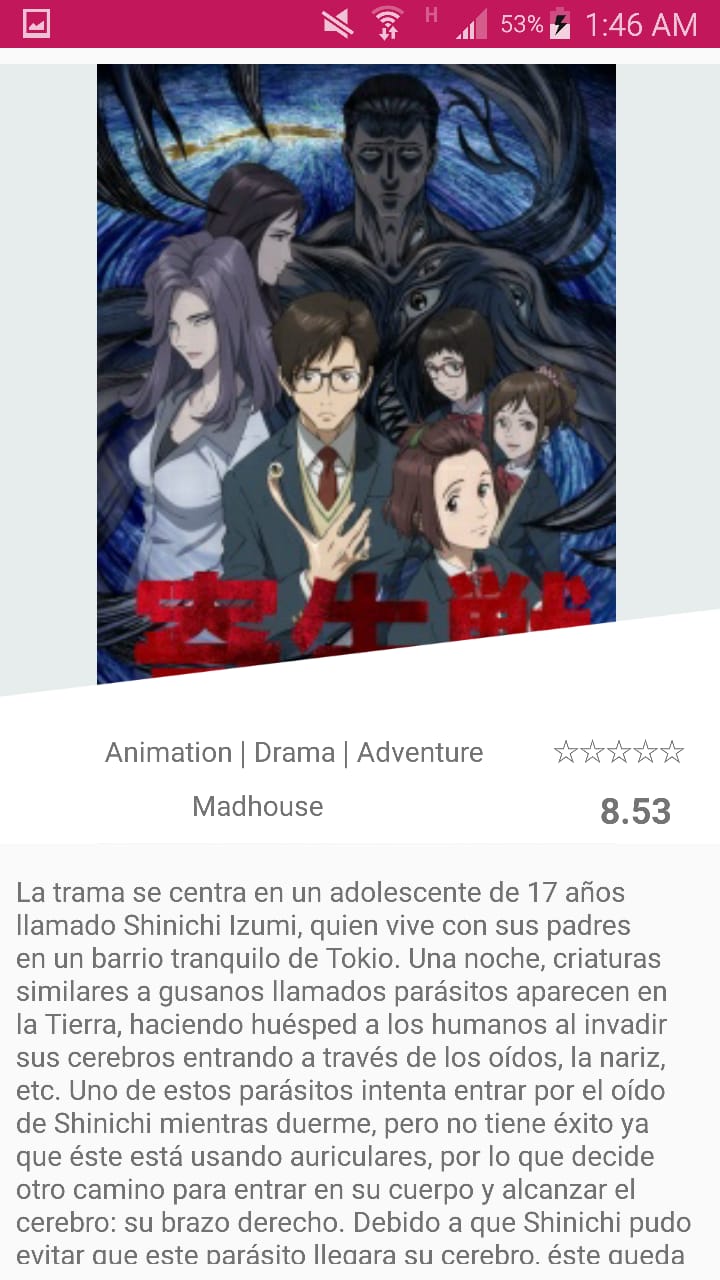 H 53% 1:46 AM
寄生獣
Animation | Drama | Adventure ☆☆☆☆☆
Madhouse 8.53
La trama se centra en un adolescente de 17 años
llamado Shinichi Izumi, quien vive con sus padres
en un barrio tranquilo de Tokio. Una noche, criaturas
similares a gusanos llamados parásitos aparecen en
la Tierra, haciendo huésped a los humanos al invadir
sus cerebros entrando a través de los oídos, la nariz,
etc. Uno de estos parásitos intenta entrar por el oído
de Shinichi mientras duerme, pero no tiene éxito ya
que éste está usando auriculares, por lo que decide
otro camino para entrar en su cuerpo y alcanzar el
cerebro: su brazo derecho. Debido a que Shinichi pudo
evitar que este parásito llegara su cerebro, éste queda